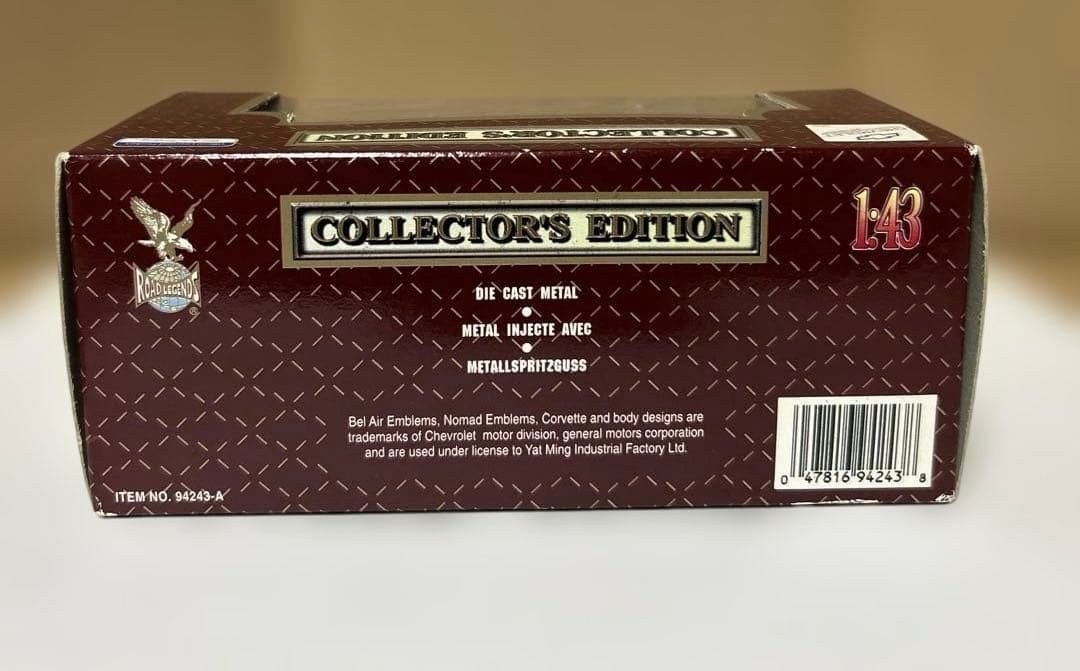 COLLECTOR'S EDITION
COLLECTOR'S EDITION
1:43
ROAD LEGENDS
®
DIE CAST METAL
METAL INJECTE AVEC
METALLSPRITZGUSS
Bel Air Emblems, Nomad Emblems, Corvette and body designs are
trademarks of Chevrolet motor division, general motors corporation
and are used under license to Yat Ming Industrial Factory Ltd.
0 47816 94243 8
ITEM NO. 94243-A